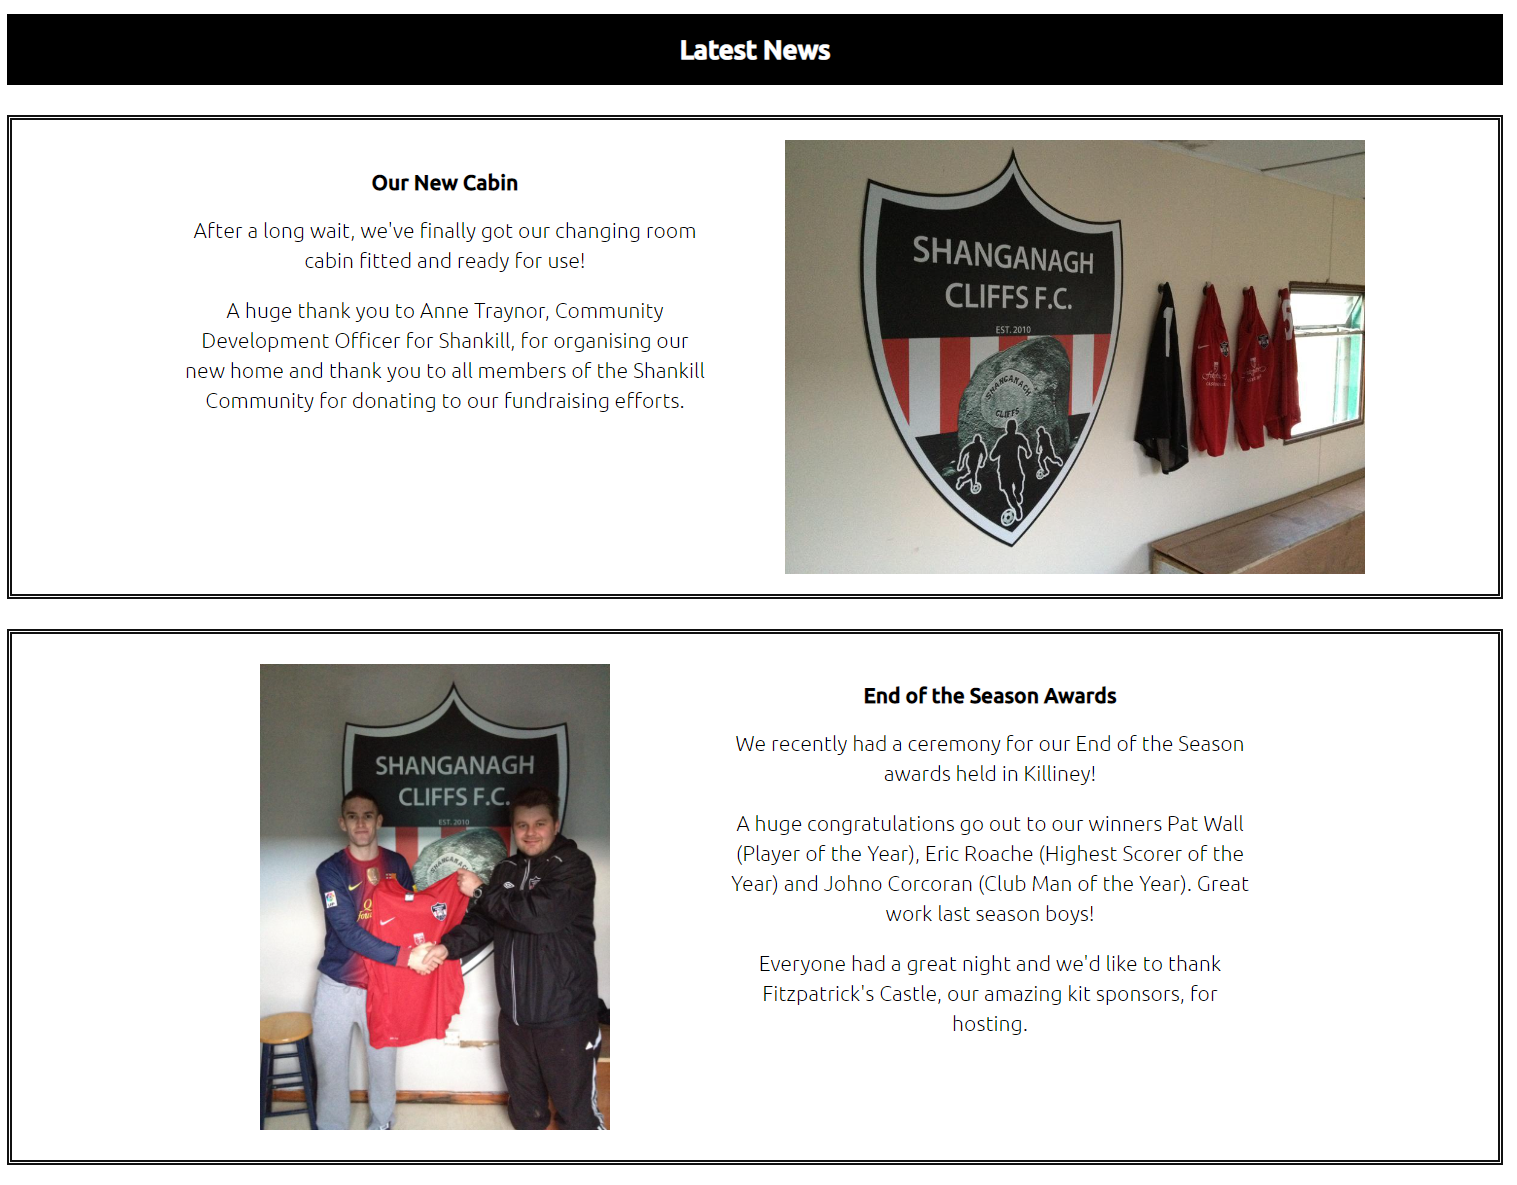 Latest News
Our New Cabin
After a long wait, we've finally got our changing room
cabin fitted and ready for use!
A huge thank you to Anne Traynor, Community
Development Officer for Shankill, for organising our
new home and thank you to all members of the Shankill
Community for donating to our fundraising efforts.
SHANGANAGH
CLIFFS F.C.
EST. 2010
SHANGANAGH
CLIFFS
1
5
SHANGANAGH
CLIFFS F.C.
EST. 2010
SHANGANAGH
End of the Season Awards
We recently had a ceremony for our End of the Season
awards held in Killiney!
A huge congratulations go out to our winners Pat Wall
(Player of the Year), Eric Roache (Highest Scorer of the
Year) and Johno Corcoran (Club Man of the Year). Great
work last season boys!
Everyone had a great night and we'd like to thank
Fitzpatrick's Castle, our amazing kit sponsors, for
hosting.